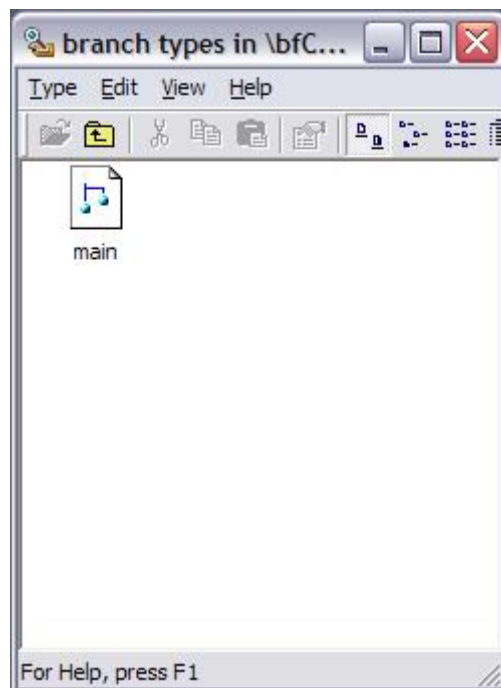 branch types in \bfC...
Type Edit View Help
main
For Help, press F1